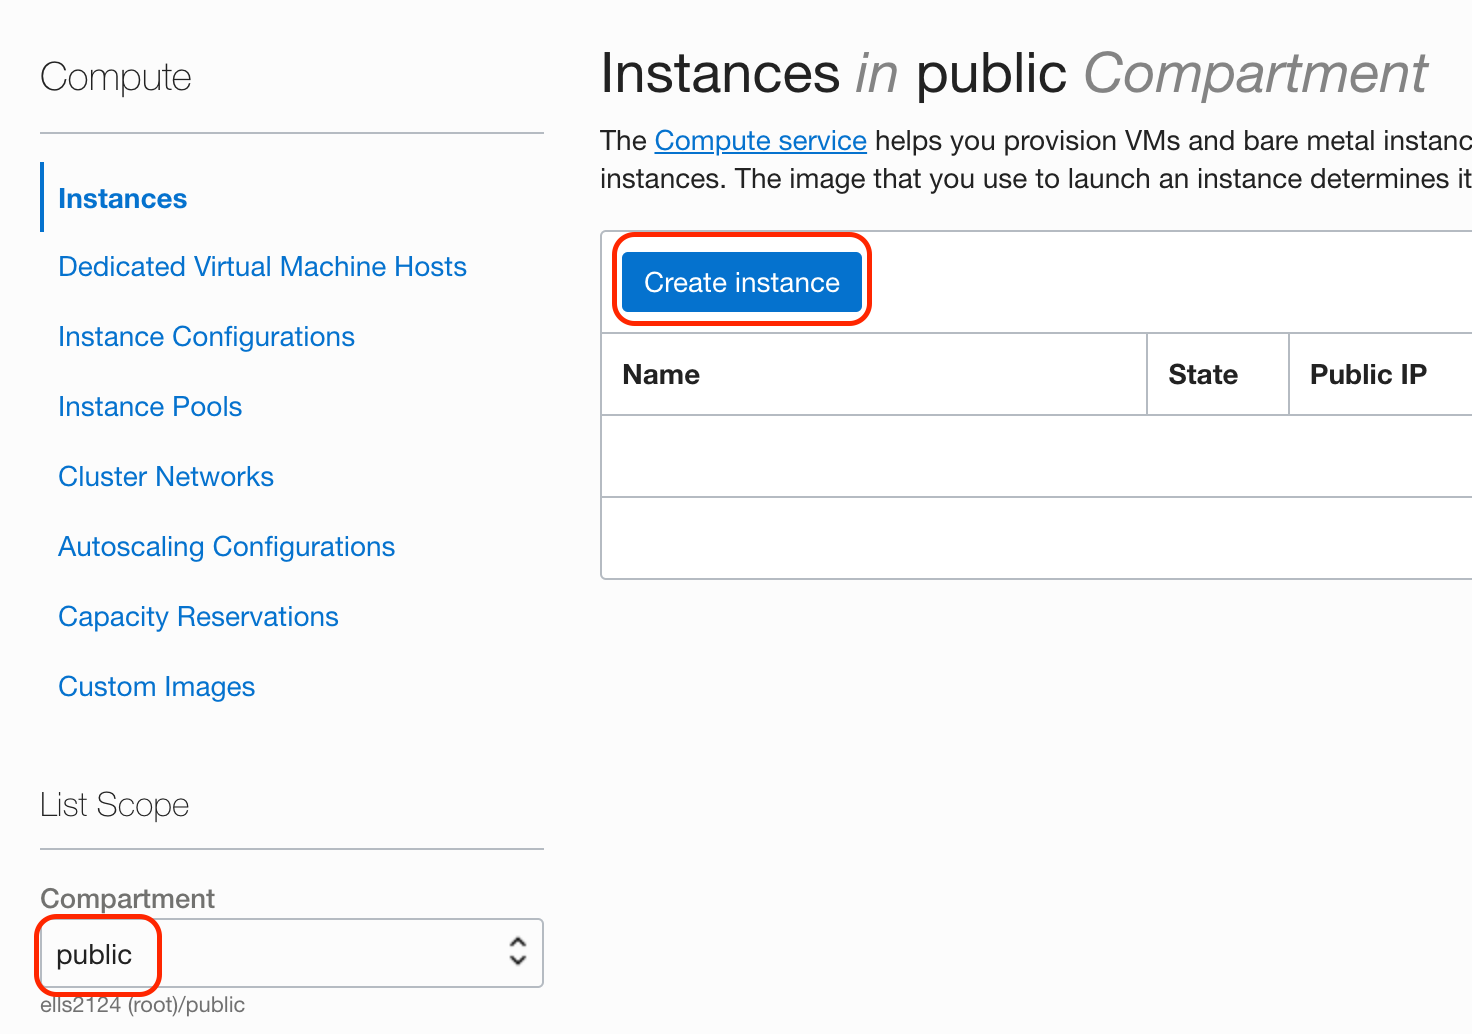 Compute
Instances
Dedicated Virtual Machine Hosts
Instance Configurations
Instance Pools
Cluster Networks
Autoscaling Configurations
Capacity Reservations
Custom Images
List Scope
Compartment
public
ells2124 (root)/public
Instances in public Compartment
The Compute service helps you provision VMs and bare metal instanc
instances. The image that you use to launch an instance determines it
Create instance
Name State Public IP